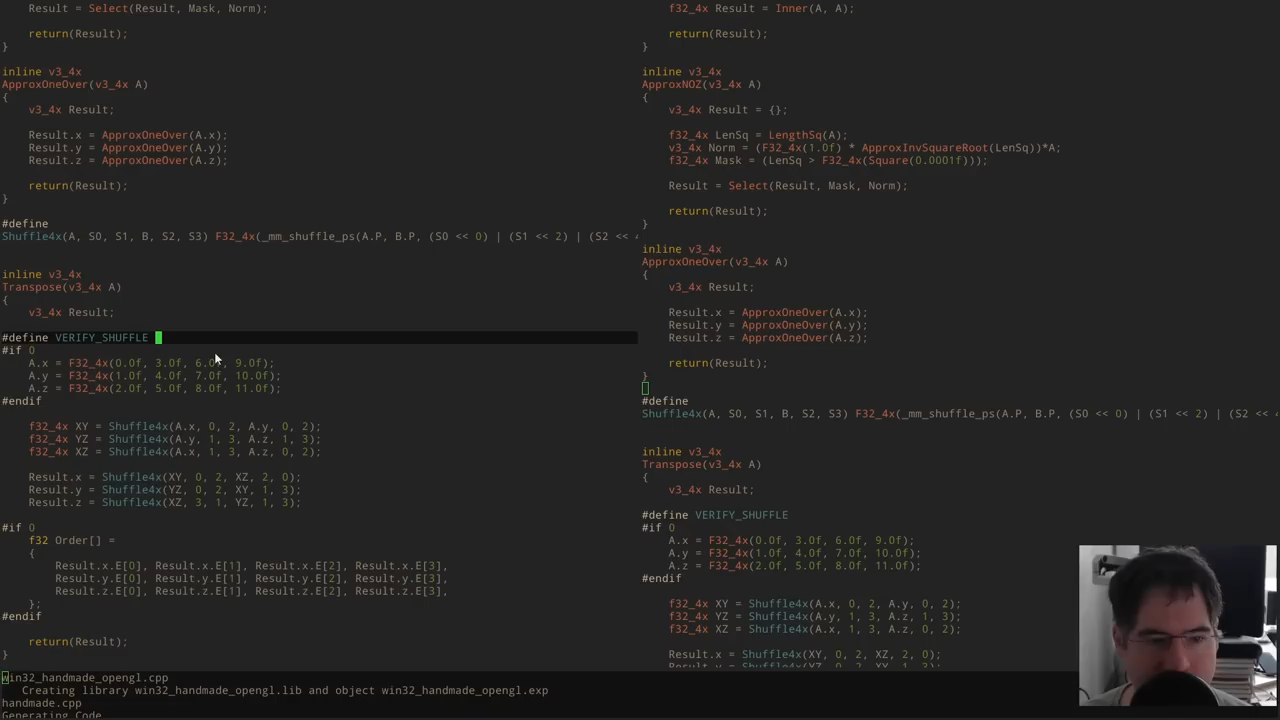 Result = Select(Result, Mask, Norm);

    return(Result);
}

inline v3_4x
ApproxOneOver(v3_4x A)
{
    v3_4x Result;

    Result.x = ApproxOneOver(A.x);
    Result.y = ApproxOneOver(A.y);
    Result.z = ApproxOneOver(A.z);

    return(Result);
}

#define
Shuffle4x(A, S0, S1, B, S2, S3) F32_4x(_mm_shuffle_ps(A.P, B.P, (S0 << 0) | (S1 << 2) | (S2 <<

inline v3_4x
Transpose(v3_4x A)
{
    v3_4x Result;

#define VERIFY_SHUFFLE
#if 0
    A.x = F32_4x(0.0f, 3.0f, 6.0f, 9.0f);
    A.y = F32_4x(1.0f, 4.0f, 7.0f, 10.0f);
    A.z = F32_4x(2.0f, 5.0f, 8.0f, 11.0f);
#endif

    f32_4x XY = Shuffle4x(A.x, 0, 2, A.y, 0, 2);
    f32_4x YZ = Shuffle4x(A.y, 1, 3, A.z, 1, 3);
    f32_4x XZ = Shuffle4x(A.x, 1, 3, A.z, 0, 2);

    Result.x = Shuffle4x(XY, 0, 2, XZ, 2, 0);
    Result.y = Shuffle4x(YZ, 0, 2, XY, 1, 3);
    Result.z = Shuffle4x(XZ, 3, 1, YZ, 1, 3);

#if 0
    f32 Order[] =
    {
        Result.x.E[0], Result.x.E[1], Result.x.E[2], Result.x.E[3],
        Result.y.E[0], Result.y.E[1], Result.y.E[2], Result.y.E[3],
        Result.z.E[0], Result.z.E[1], Result.z.E[2], Result.z.E[3],
    };
#endif

    return(Result);
}
    f32_4x Result = Inner(A, A);

    return(Result);
}

inline v3_4x
ApproxNOZ(v3_4x A)
{
    v3_4x Result = {};

    f32_4x LenSq = LengthSq(A);
    v3_4x Norm = (F32_4x(1.0f) * ApproxInvSquareRoot(LenSq))*A;
    f32_4x Mask = (LenSq > F32_4x(Square(0.0001f)));

    Result = Select(Result, Mask, Norm);

    return(Result);
}

inline v3_4x
ApproxOneOver(v3_4x A)
{
    v3_4x Result;

    Result.x = ApproxOneOver(A.x);
    Result.y = ApproxOneOver(A.y);
    Result.z = ApproxOneOver(A.z);

    return(Result);
}

#define
Shuffle4x(A, S0, S1, B, S2, S3) F32_4x(_mm_shuffle_ps(A.P, B.P, (S0 << 0) | (S1 << 2) | (S2 <<

inline v3_4x
Transpose(v3_4x A)
{
    v3_4x Result;

#define VERIFY_SHUFFLE
#if 0
    A.x = F32_4x(0.0f, 3.0f, 6.0f, 9.0f);
    A.y = F32_4x(1.0f, 4.0f, 7.0f, 10.0f);
    A.z = F32_4x(2.0f, 5.0f, 8.0f, 11.0f);
#endif

    f32_4x XY = Shuffle4x(A.x, 0, 2, A.y, 0, 2);
    f32_4x YZ = Shuffle4x(A.y, 1, 3, A.z, 1, 3);
    f32_4x XZ = Shuffle4x(A.x, 1, 3, A.z, 0, 2);

    Result.x = Shuffle4x(XY, 0, 2, XZ, 2, 0);
win32_handmade_opengl.cpp
   Creating library win32_handmade_opengl.lib and object win32_handmade_opengl.exp
handmade.cpp
Generating Code